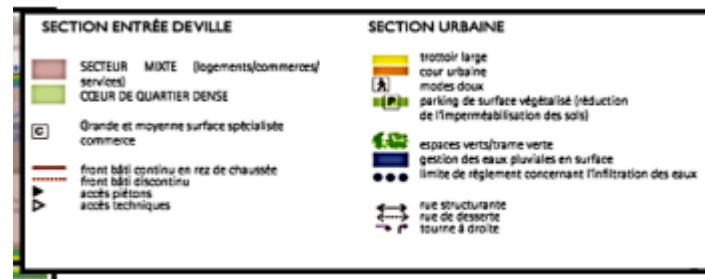 SECTION ENTRÉE DEVILLE
SECTEUR MIXTE (logements/commerces/
services)
CŒUR DE QUARTIER DENSE
C
Grande et moyenne surface spécialisée
commerce
front bâti continu en rez de chaussée
front bâti discontinu
accès piétons
accès techniques
SECTION URBAINE
trottoir large
cour urbaine
modes doux
P
parking de surface végétalisé (réduction
de l'imperméabilisation des sols)
espaces verts/trame verte
gestion des eaux pluviales en surface
limite de règlement concernant l'infiltration des eaux
rue structurante
rue de desserte
tourne à droite